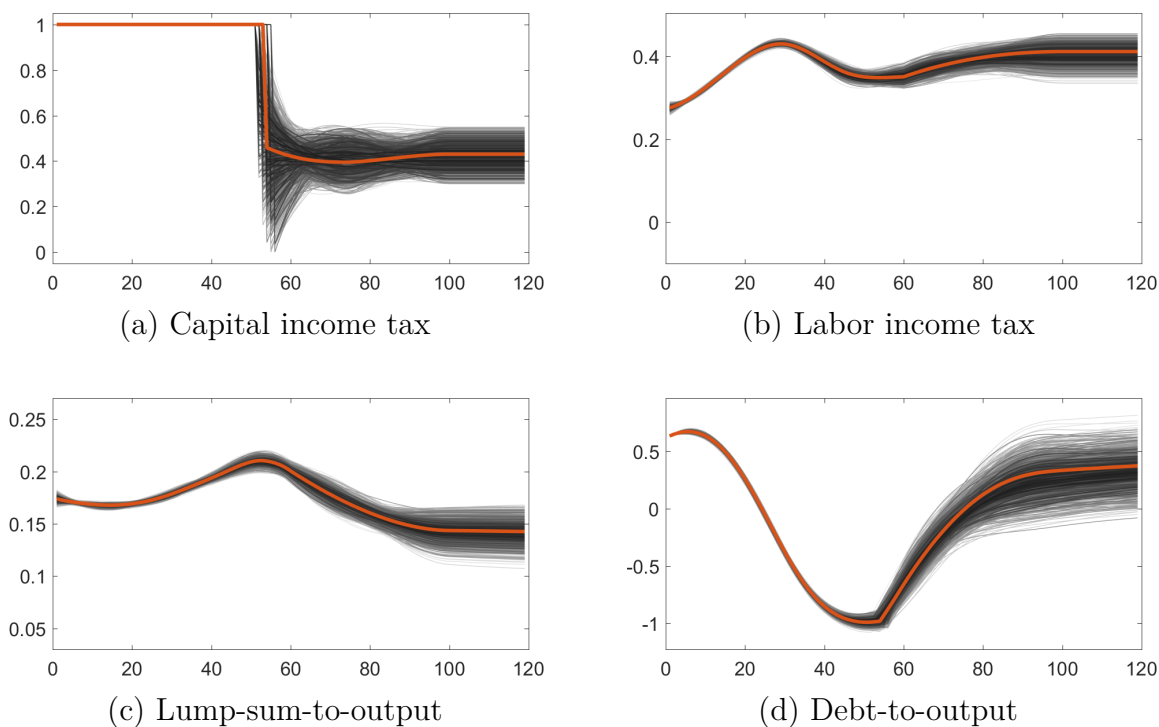 1
0.8
0.6
0.4
0.2
0
0 20 40 60 80 100 120
(a) Capital income tax
0.4
0.2
0
0 20 40 60 80 100 120
(b) Labor income tax
0.25
0.2
0.15
0.1
0.05
0 20 40 60 80 100 120
(c) Lump-sum-to-output
0.5
0
-0.5
-1
0 20 40 60 80 100 120
(d) Debt-to-output